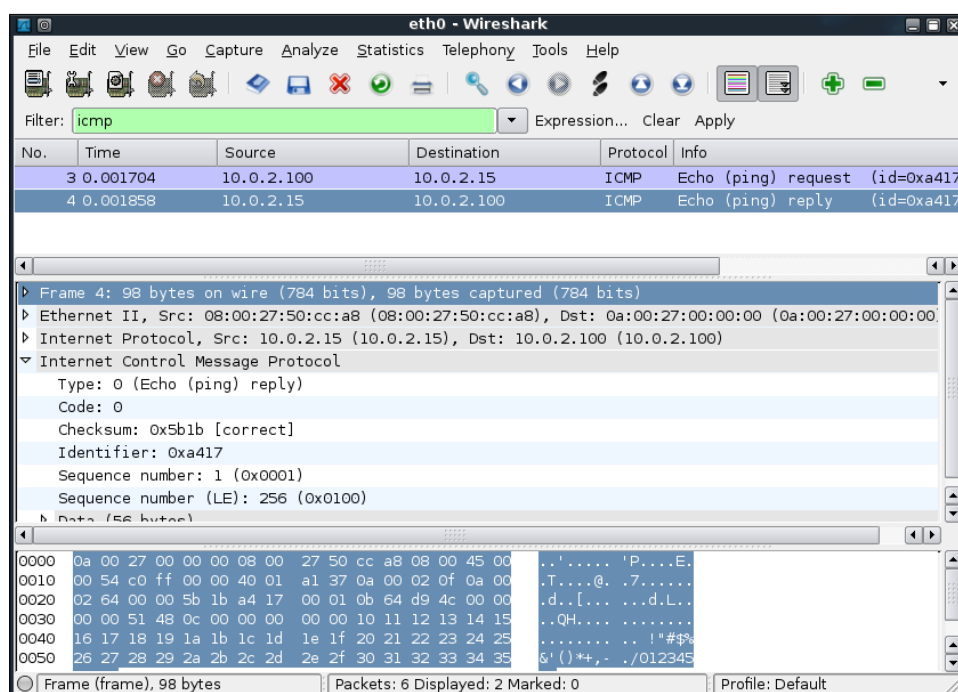 eth0 - Wireshark
File Edit View Go Capture Analyze Statistics Telephony Tools Help
Filter: icmp Expression... Clear Apply
No. Time Source Destination Protocol Info
3 0.001704 10.0.2.100 10.0.2.15 ICMP Echo (ping) request (id=0xa417
4 0.001858 10.0.2.15 10.0.2.100 ICMP Echo (ping) reply (id=0xa417
Frame 4: 98 bytes on wire (784 bits), 98 bytes captured (784 bits)
Ethernet II, Src: 08:00:27:50:cc:a8 (08:00:27:50:cc:a8), Dst: 0a:00:27:00:00:00 (0a:00:27:00:00:00)
Internet Protocol, Src: 10.0.2.15 (10.0.2.15), Dst: 10.0.2.100 (10.0.2.100)
Internet Control Message Protocol
Type: 0 (Echo (ping) reply)
Code: 0
Checksum: 0x5b1b [correct]
Identifier: 0xa417
Sequence number: 1 (0x0001)
Sequence number (LE): 256 (0x0100)
Data (56 bytes)
0000 0a 00 27 00 00 00 08 00 27 50 cc a8 08 00 45 00 ..'..... 'P....E.
0010 00 54 c0 ff 00 00 40 01 a1 37 0a 00 02 0f 0a 00 .T....@. .7......
0020 02 64 00 00 5b 1b a4 17 00 01 0b 64 d9 4c 00 00 .d..[... ...d.L..
0030 00 00 51 48 0c 00 00 00 00 00 10 11 12 13 14 15 ..QH.... ........
0040 16 17 18 19 1a 1b 1c 1d 1e 1f 20 21 22 23 24 25 ........ .. !"#$%
0050 26 27 28 29 2a 2b 2c 2d 2e 2f 30 31 32 33 34 35 &'()*+,- ./012345
Frame (frame), 98 bytes Packets: 6 Displayed: 2 Marked: 0 Profile: Default